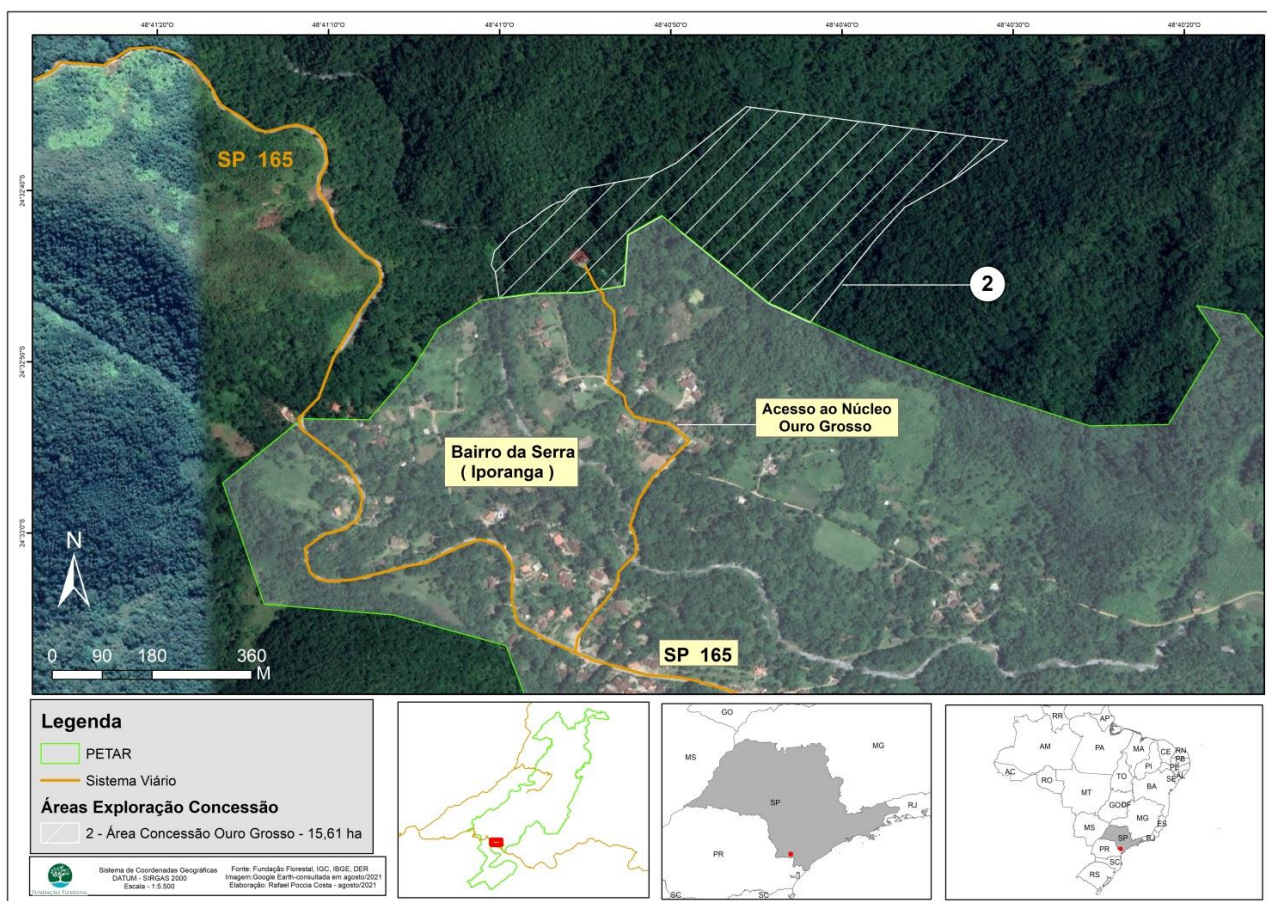 48°41'20"O
48°41'0"O
48°41'0"O
48°40'50"O
48°40'40"O
48°40'30"O
48°40'20"O
24°32'40"S
24°32'50"S
24°33'0"S
SP 165
2
Acesso ao Núcleo
Ouro Grosso
Bairro da Serra
( Iporanga )
SP 165
N
0 90 180 360
M
Legenda
PETAR
Sistema Viário
Áreas Exploração Concessão
2 - Área Concessão Ouro Grosso - 15,61 ha
FUNDAÇÃO FLORESTAL
Sistema de Coordenadas Geográficas
DATUM - SIRGAS 2000
Escala - 1:5.500
Fonte: Fundação Florestal, IGC, IBGE, DER
Imagem:Google Earth-consultada em agosto/2021
Elaboração: Rafael Poccia Costa - agosto/2021
GO
MS
MG
SP
RJ
PR
SC
SC
RR
AP
AM
PA
MA
CE
RN
PB
PI
PE
AL
AC
RO
TO
SE
BA
MT
GO
DF
MG
ES
MS
SP
RJ
PR
SC
RS